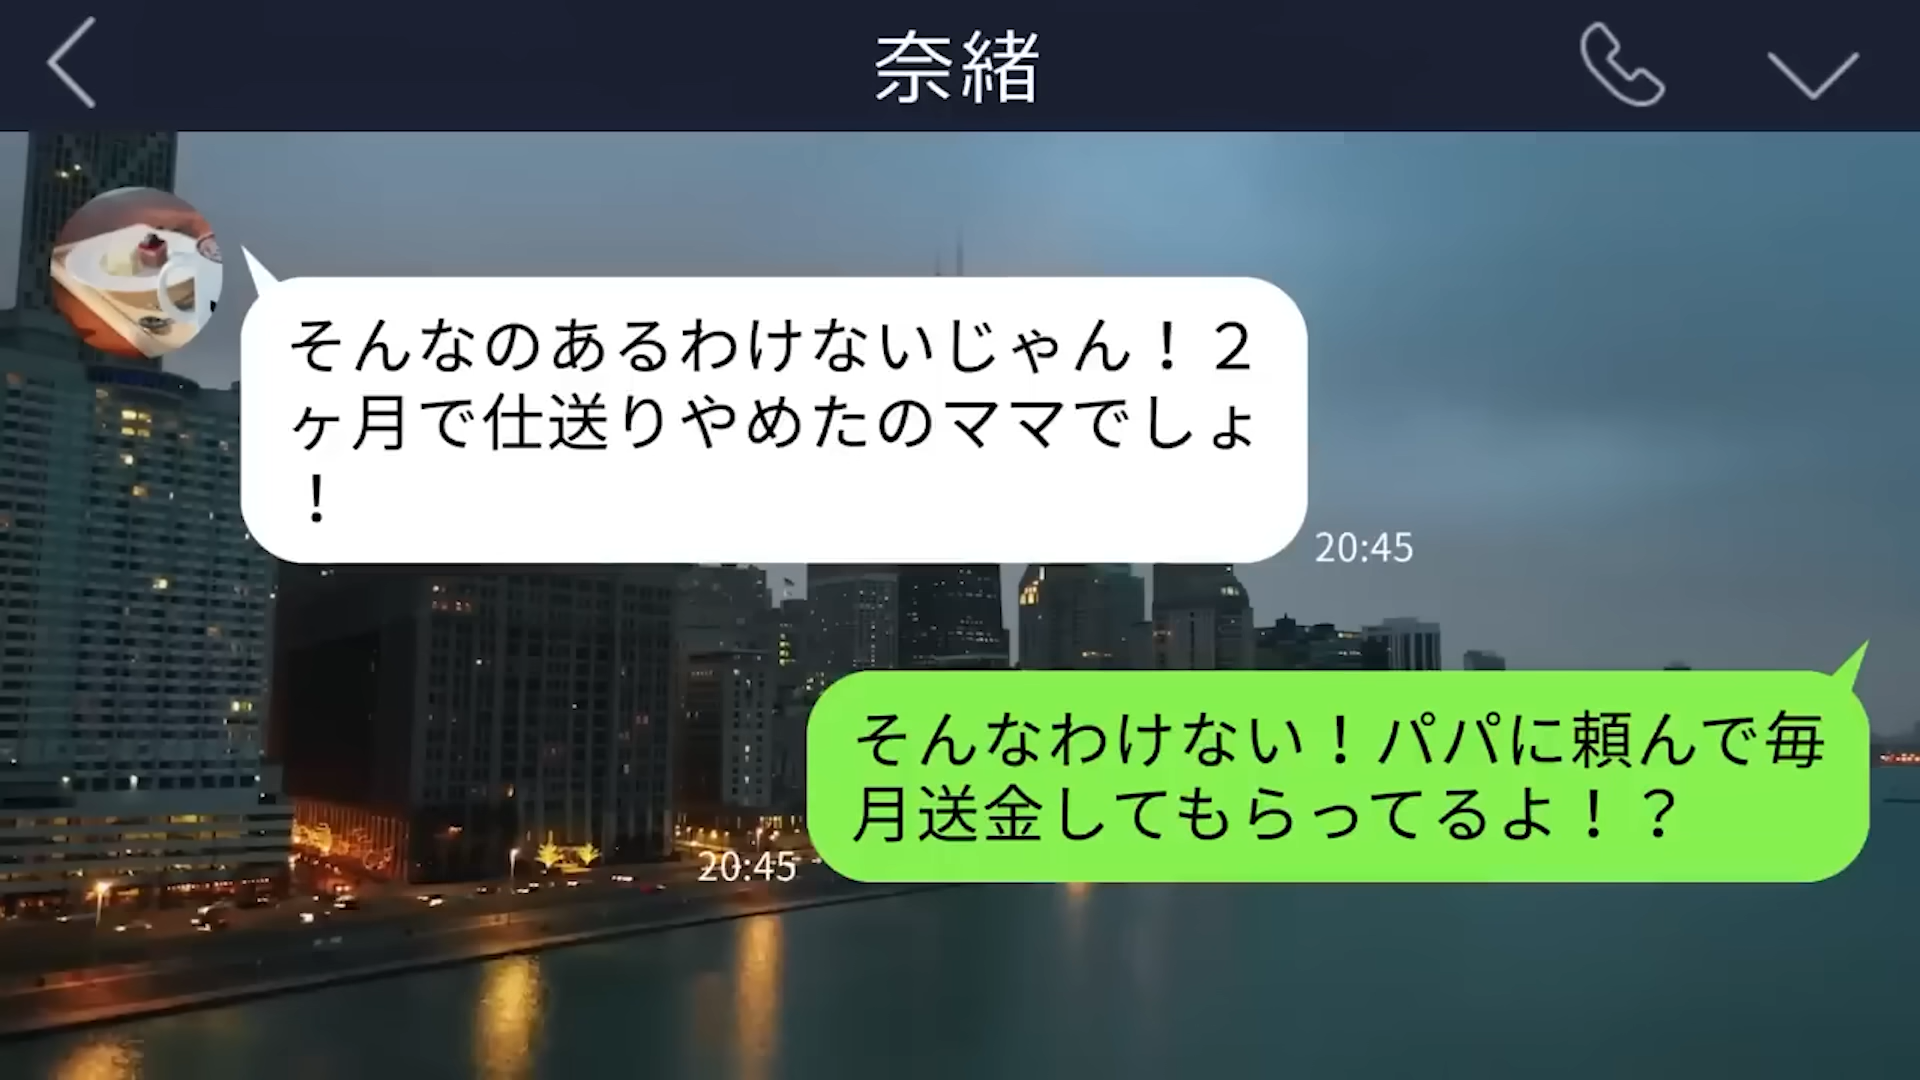 奈緒
そんなのあるわけないじゃん！２
ヶ月で仕送りやめたのママでしょ
！
20:45
そんなわけない！パパに頼んで毎
月送金してもらってるよ！？
20:45